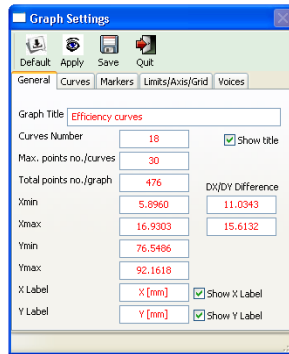 Graph Settings
Default Apply Save Quit
General Curves Markers Limits/Axis/Grid Voices
Graph Title Efficiency curves
Curves Number 18 Show title
Max. points no./curves 30
Total points no./graph 476 DX/DY Difference
Xmin 5.8960 11.0343
Xmax 16.9303 15.6132
Ymin 76.5486
Ymax 92.1618
X Label X [mm] Show X Label
Y Label Y [mm] Show Y Label